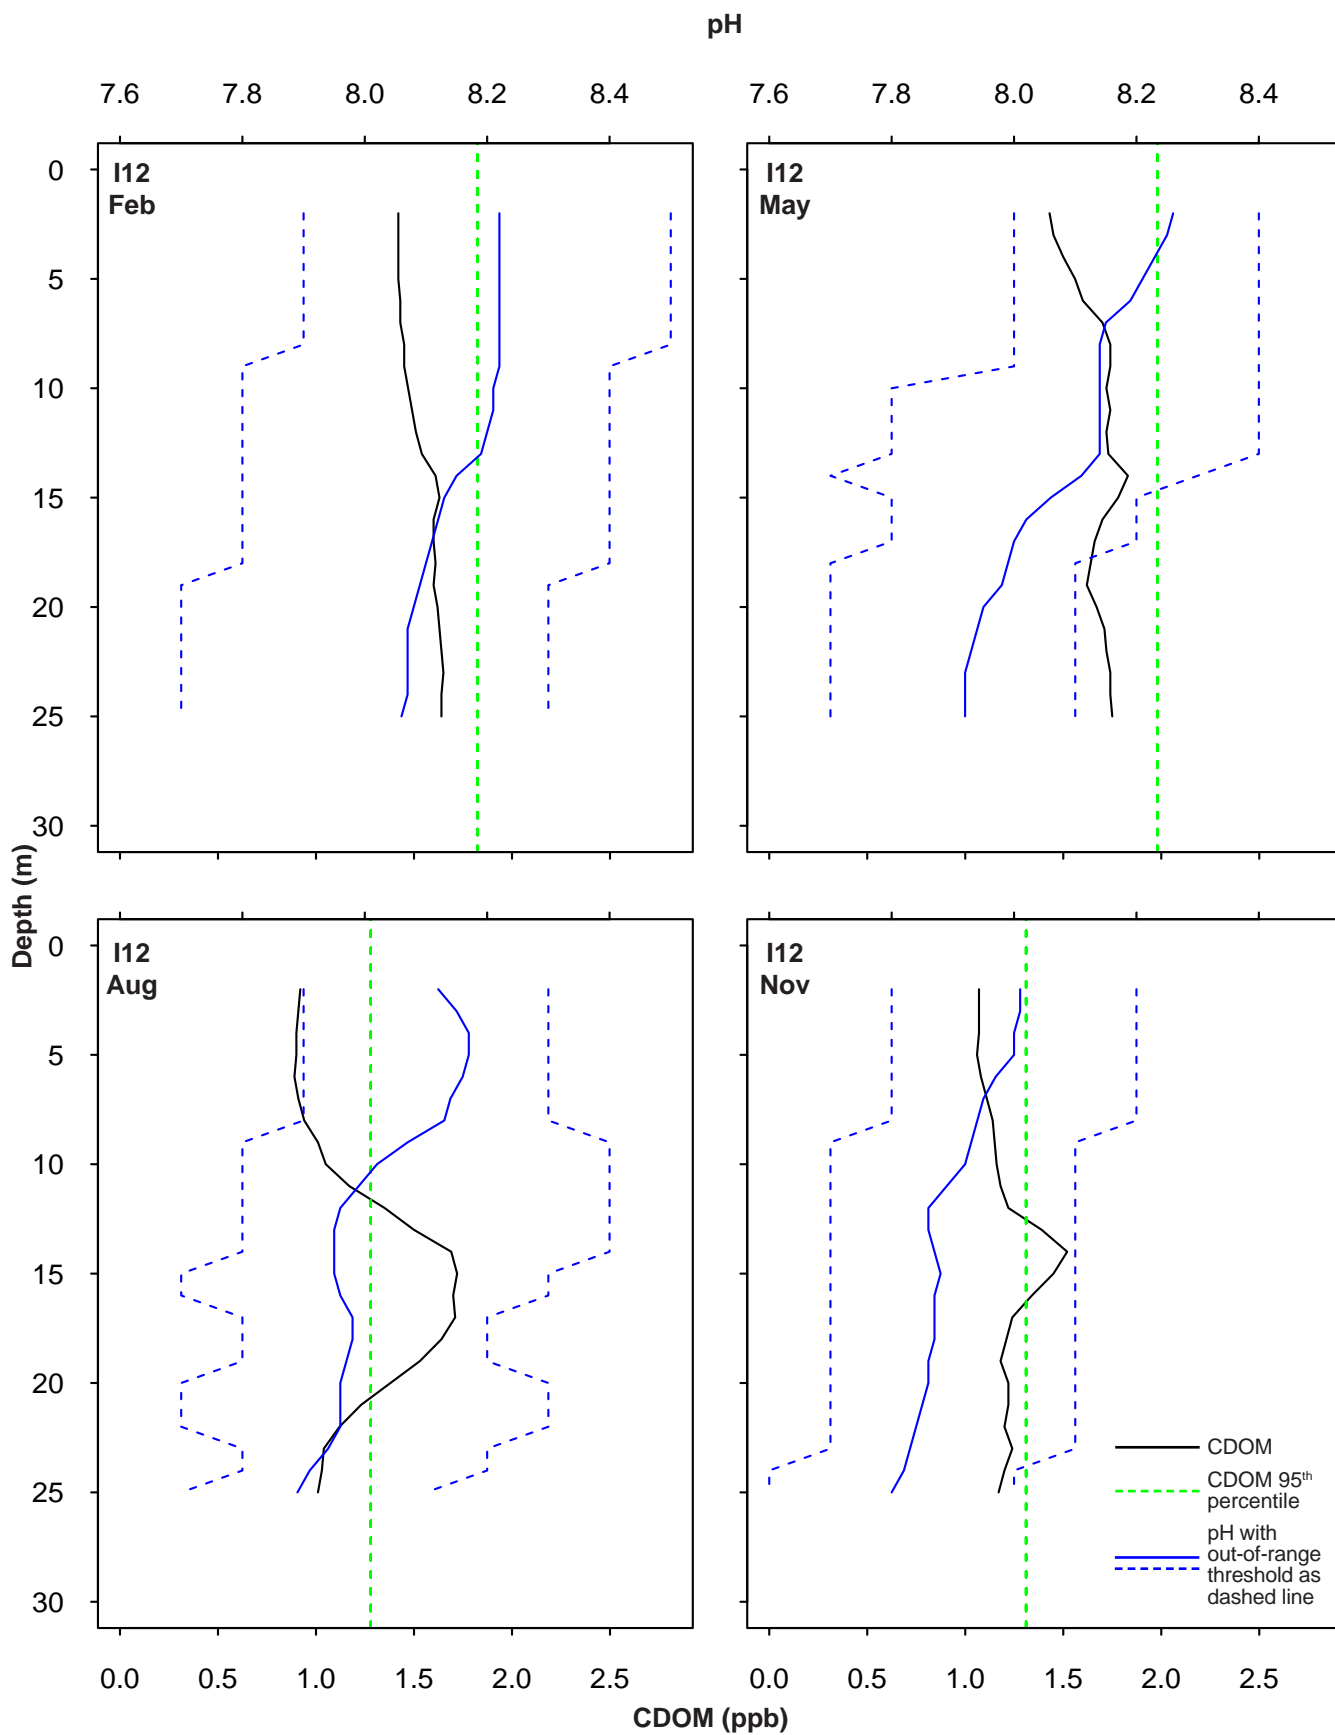 pH
7.6 7.8 8.0 8.2 8.4 7.6 7.8 8.0 8.2 8.4
I12
Feb
I12
May
0
5
10
15
20
25
30
Depth (m)
I12
Aug
I12
Nov
0
5
10
15
20
25
30
CDOM
CDOM 95th
percentile
pH with
out-of-range
threshold as
dashed line
0.0 1.0 1.5 2.0 2.5 0.0 1.0 1.5 2.0 2.5
CDOM (ppb)